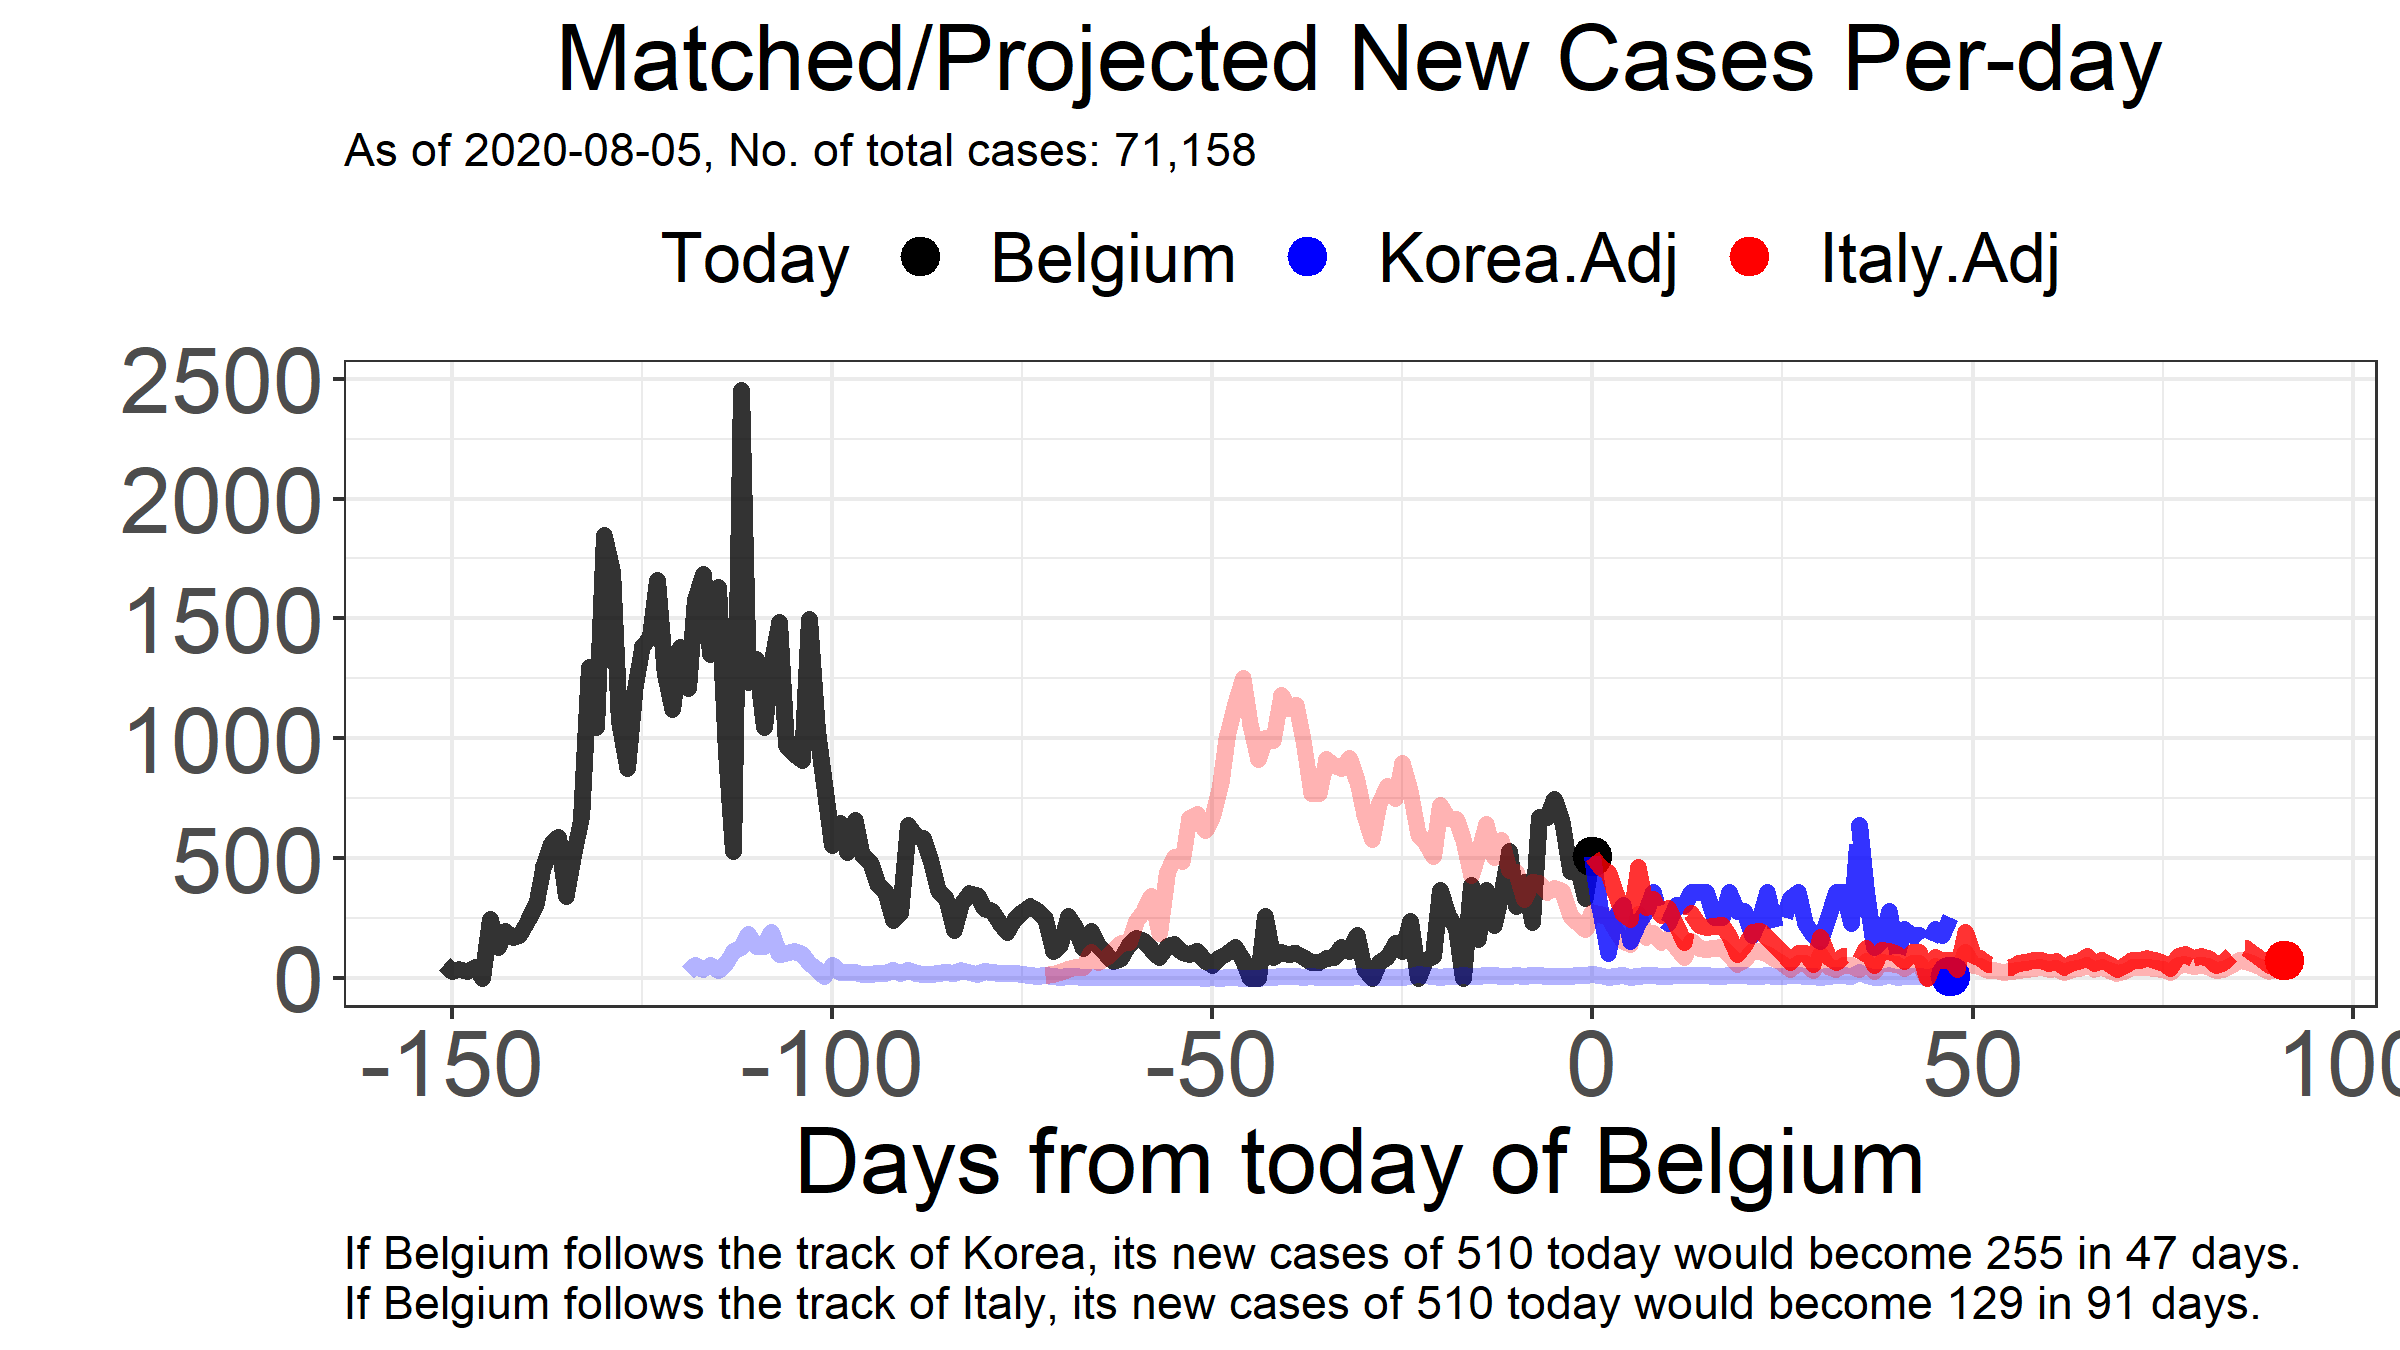 Matched/Projected New Cases Per-day
As of 2020-08-05, No. of total cases: 71,158
Today Belgium Korea.Adj Italy.Adj
2500
2000
1500
1000
500
0
-150 -100 -50 0 50 100
Days from today of Belgium
If Belgium follows the track of Korea, its new cases of 510 today would become 255 in 47 days.
If Belgium follows the track of Italy, its new cases of 510 today would become 129 in 91 days.